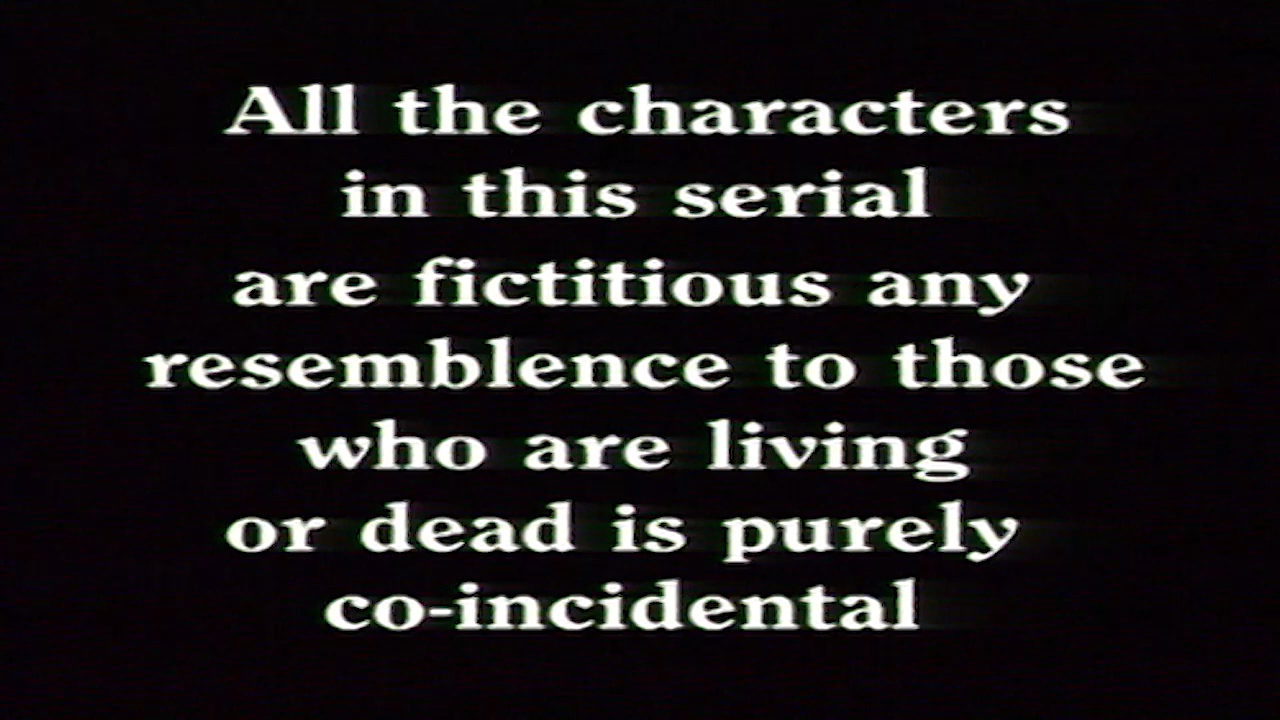 All the characters
in this serial
are fictitious any
resemblence to those
who are living
or dead is purely
co-incidental